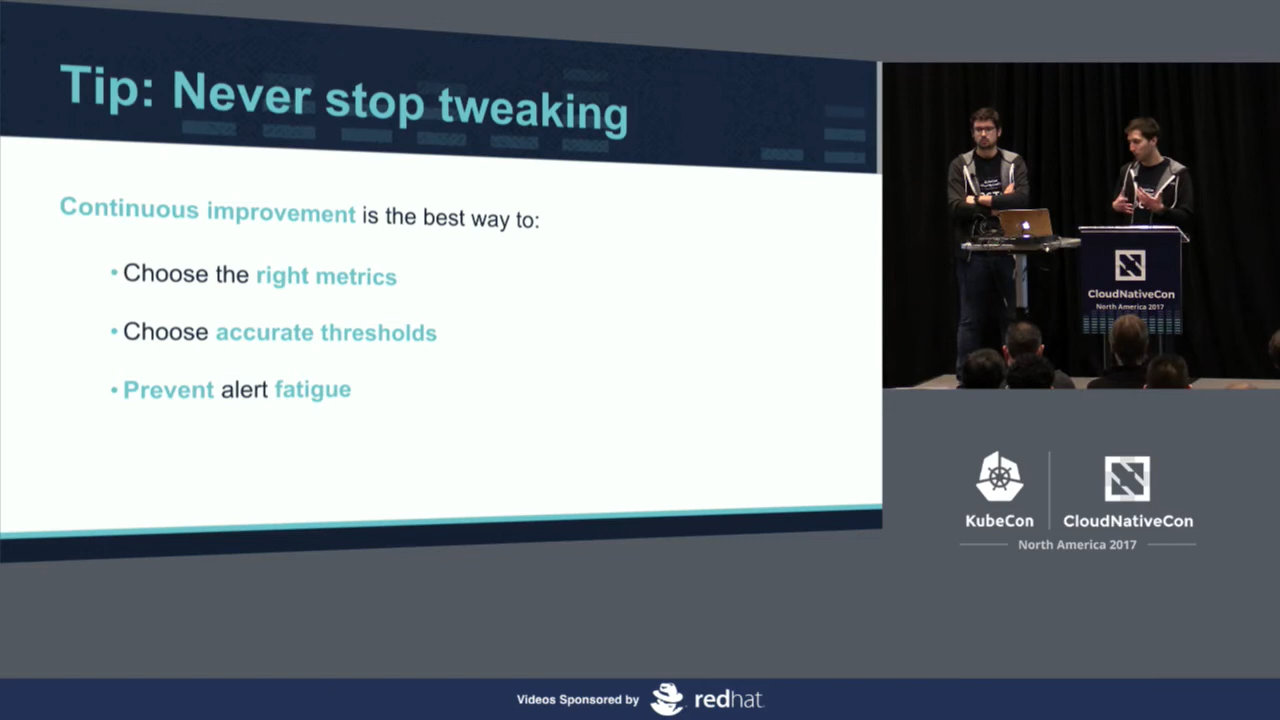 Tip: Never stop tweaking
Continuous improvement is the best way to:
• Choose the right metrics
• Choose accurate thresholds
• Prevent alert fatigue
CloudNativeCon
North America 2017
KubeCon
CloudNativeCon
North America 2017
Videos Sponsored by redhat